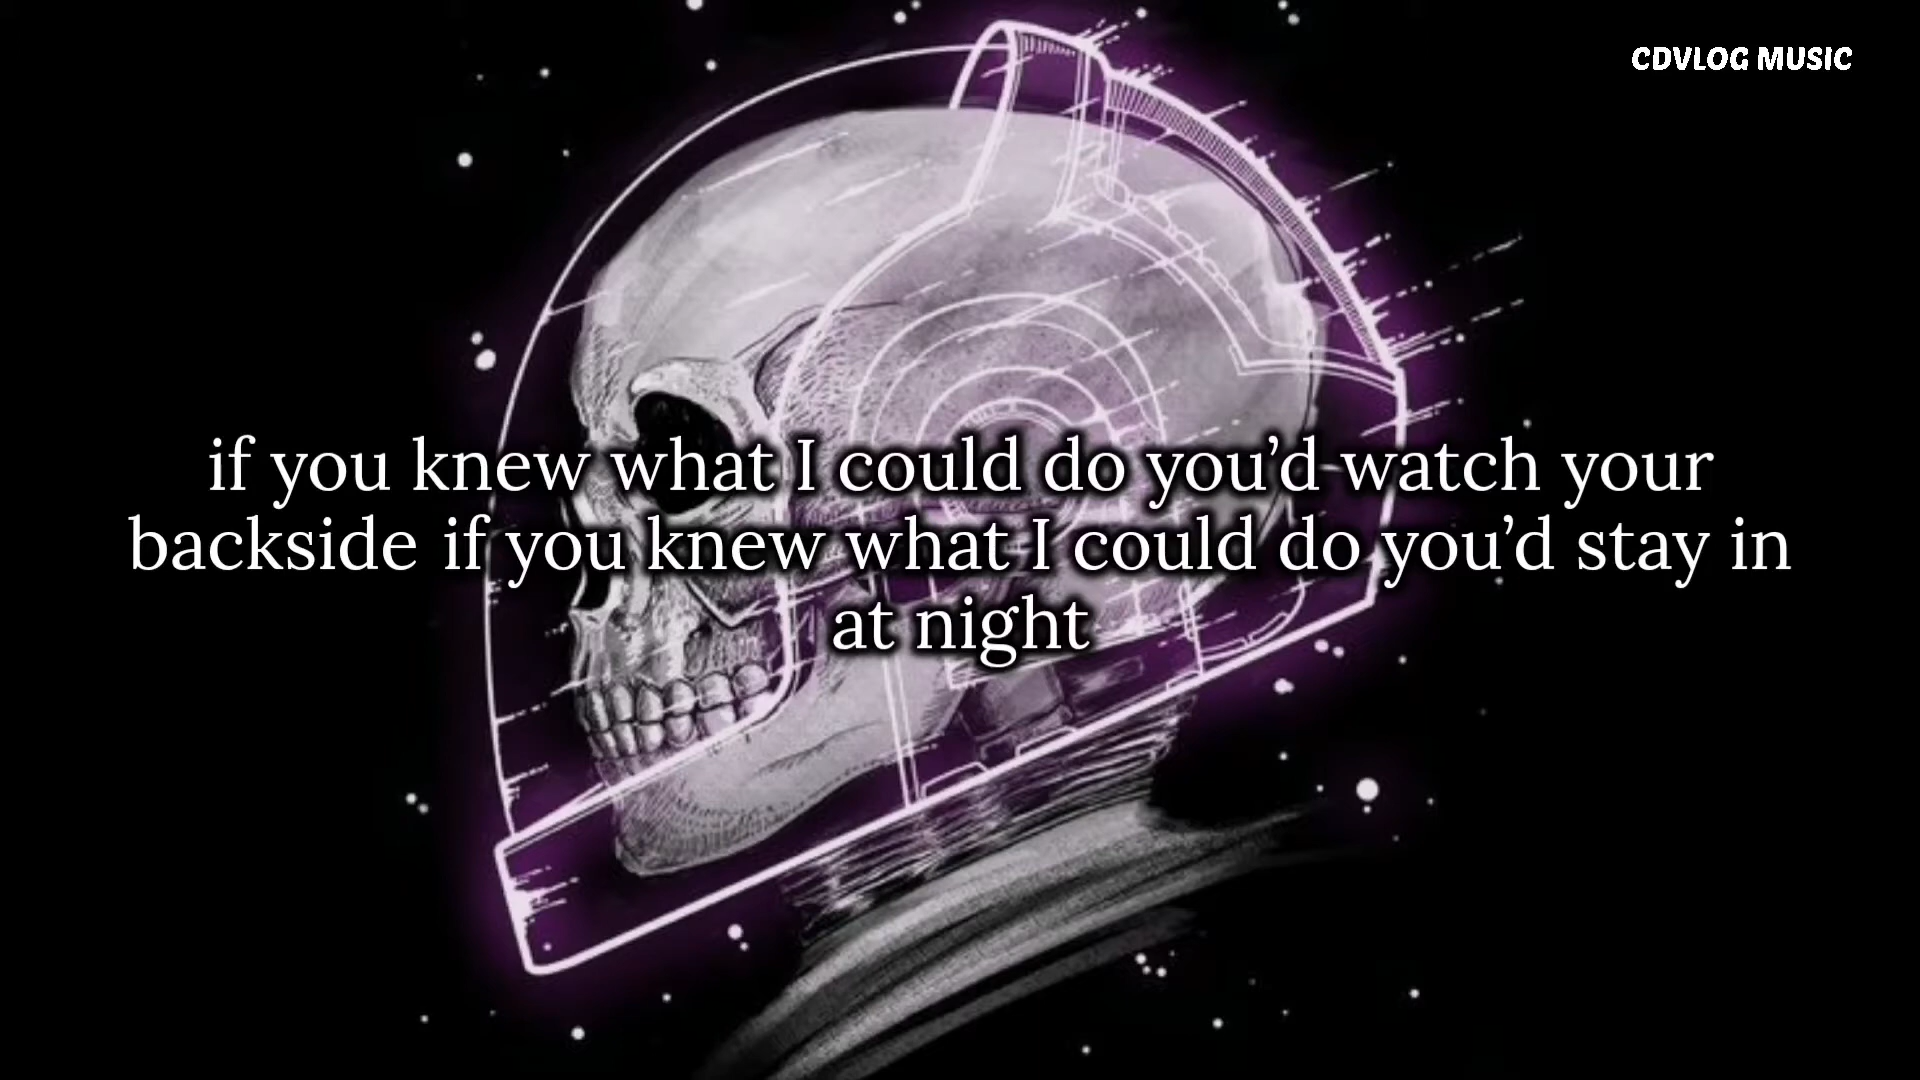 CDVLOG MUSIC
if you knew what I could do you’d watch your
backside if you knew what I could do you’d stay in
at night